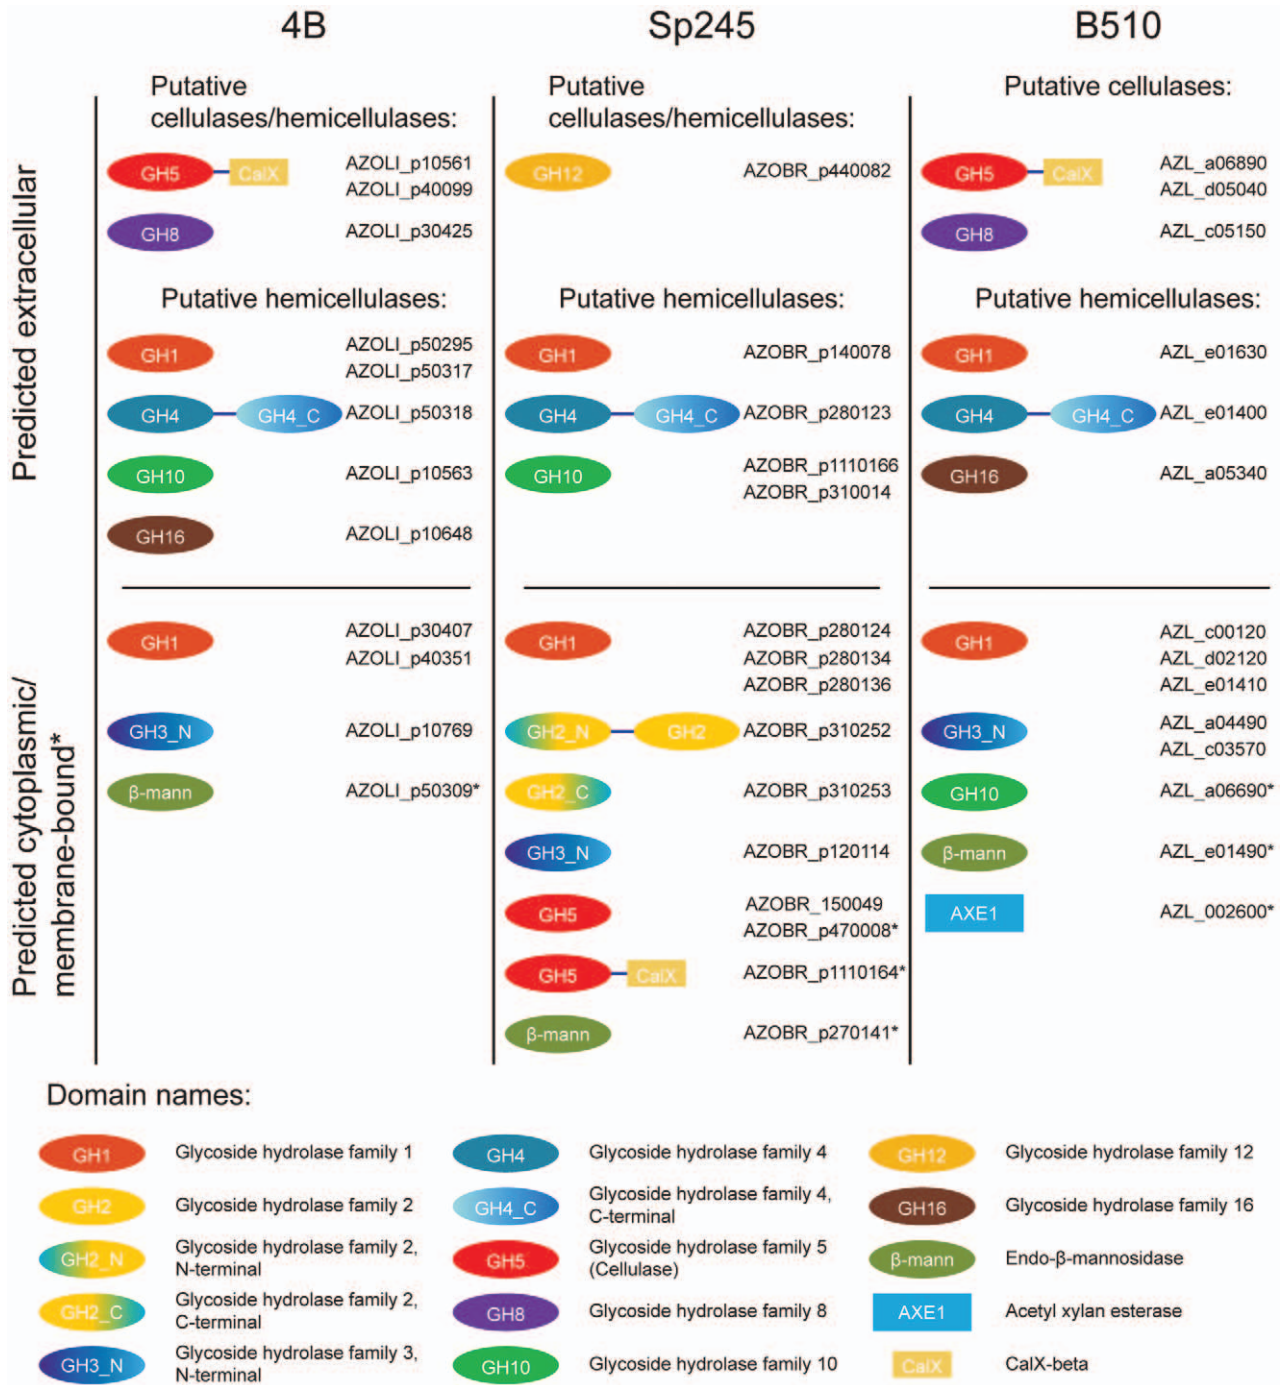 4B
Sp245
B510
Predicted extracellular
Putative
cellulases/hemicellulases:
GH5
CalX
AZOLI_p10561
AZOLI_p40099
GH8
AZOLI_p30425
Putative hemicellulases:
GH1
AZOLI_p50295
AZOLI_p50317
GH4
GH4_C
AZOLI_p50318
GH10
AZOLI_p10563
GH16
AZOLI_p10648
Putative
cellulases/hemicellulases:
GH12
AZOBR_p440082
Putative hemicellulases:
GH1
AZOBR_p140078
GH4
GH4_C
AZOBR_p280123
GH10
AZOBR_p1110166
AZOBR_p310014
Putative cellulases:
GH5
CalX
AZL_a06890
AZL_d05040
GH8
AZL_c05150
Putative hemicellulases:
GH1
AZL_e01630
GH4
GH4_C
AZL_e01400
GH16
AZL_a05340
Predicted cytoplasmic/
membrane-bound*
GH1
AZOLI_p30407
AZOLI_p40351
GH3_N
AZOLI_p10769
β-mann
AZOLI_p50309*
GH1
AZOBR_p280124
AZOBR_p280134
AZOBR_p280136
GH2_N
GH2
AZOBR_p310252
GH2_C
AZOBR_p310253
GH3_N
AZOBR_p120114
GH5
AZOBR_150049
AZOBR_p470008*
GH5
CalX
AZOBR_p1110164*
β-mann
AZOBR_p270141*
GH1
AZL_c00120
AZL_d02120
AZL_e01410
GH3_N
AZL_a04490
AZL_c03570
GH10
AZL_a06690*
β-mann
AZL_e01490*
AXE1
AZL_002600*
Domain names:
GH1
Glycoside hydrolase family 1
GH2
Glycoside hydrolase family 2
GH2_N
Glycoside hydrolase family 2,
N-terminal
GH2_C
Glycoside hydrolase family 2,
C-terminal
GH3_N
Glycoside hydrolase family 3,
N-terminal
GH4
Glycoside hydrolase family 4
GH4_C
Glycoside hydrolase family 4,
C-terminal
GH5
Glycoside hydrolase family 5
(Cellulase)
GH8
Glycoside hydrolase family 8
GH10
Glycoside hydrolase family 10
GH12
Glycoside hydrolase family 12
GH16
Glycoside hydrolase family 16
β-mann
Endo-β-mannosidase
AXE1
Acetyl xylan esterase
CalX
CalX-beta